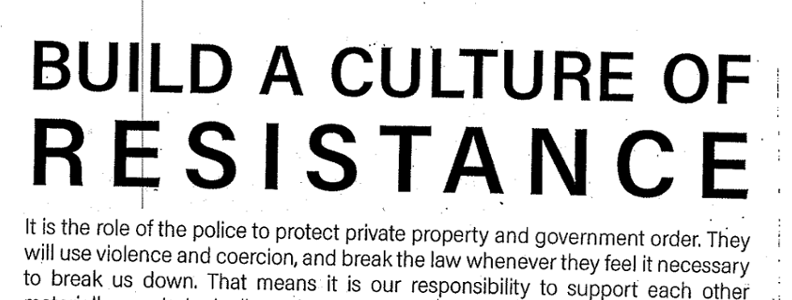 BUILD A CULTURE OF
RESISTANCE
It is the role of the police to protect private property and government order. They
will use violence and coercion, and break the law whenever they feel it necessary
to break us down. That means it is our responsibility to support each other